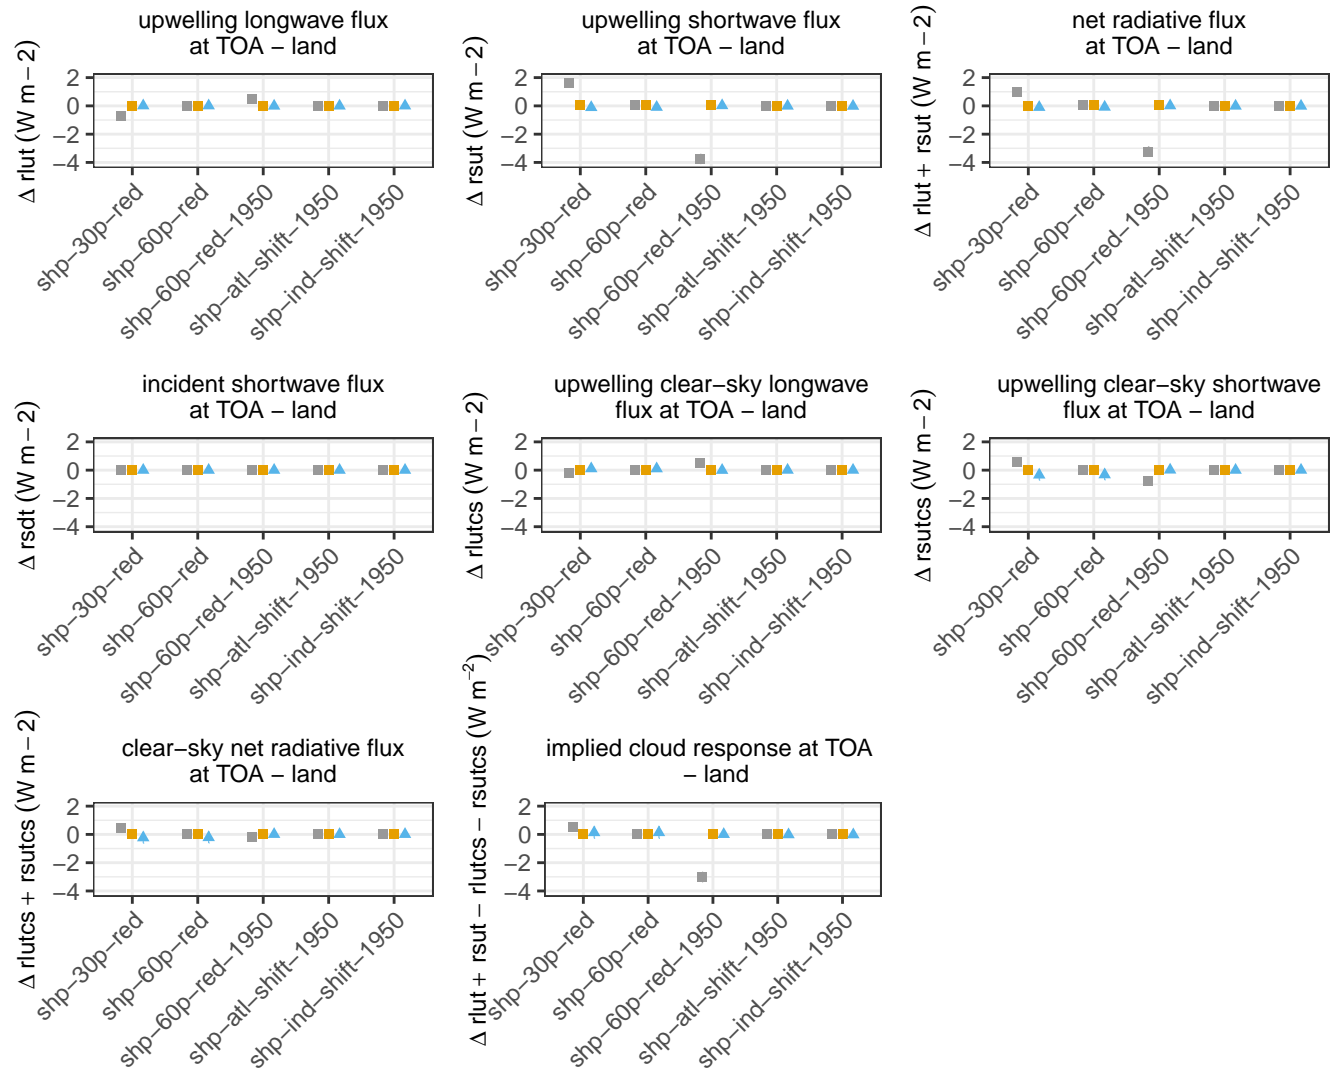 upwelling longwave flux
at TOA − land
Δ rlut (W m−2)
2
0
−2
−4
shp−30p−red
shp−60p−red
shp−60p−red−1950
shp−atl−shift−1950
shp−ind−shift−1950
upwelling shortwave flux
at TOA − land
Δ rsut (W m−2)
2
0
−2
−4
shp−30p−red
shp−60p−red
shp−60p−red−1950
shp−atl−shift−1950
shp−ind−shift−1950
net radiative flux
at TOA − land
Δ rlut + rsut (W m−2)
2
0
−2
−4
shp−30p−red
shp−60p−red
shp−60p−red−1950
shp−atl−shift−1950
shp−ind−shift−1950
incident shortwave flux
at TOA − land
Δ rsdt (W m−2)
2
0
−2
−4
shp−30p−red
shp−60p−red
shp−60p−red−1950
shp−atl−shift−1950
shp−ind−shift−1950
upwelling clear−sky longwave
flux at TOA − land
Δ rlutcs (W m−2)
2
0
−2
−4
shp−30p−red
shp−60p−red
shp−60p−red−1950
shp−atl−shift−1950
shp−ind−shift−1950
upwelling clear−sky shortwave
flux at TOA − land
Δ rsutcs (W m−2)
2
0
−2
−4
shp−30p−red
shp−60p−red
shp−60p−red−1950
shp−atl−shift−1950
shp−ind−shift−1950
clear−sky net radiative flux
at TOA − land
Δ rlutcs + rsutcs (W m−2)
2
0
−2
−4
shp−30p−red
shp−60p−red
shp−60p−red−1950
shp−atl−shift−1950
shp−ind−shift−1950
implied cloud response at TOA
− land
Δ rlut + rsut − rlutcs − rsutcs (W m⁻²)
2
0
−2
−4
shp−30p−red
shp−60p−red
shp−60p−red−1950
shp−atl−shift−1950
shp−ind−shift−1950